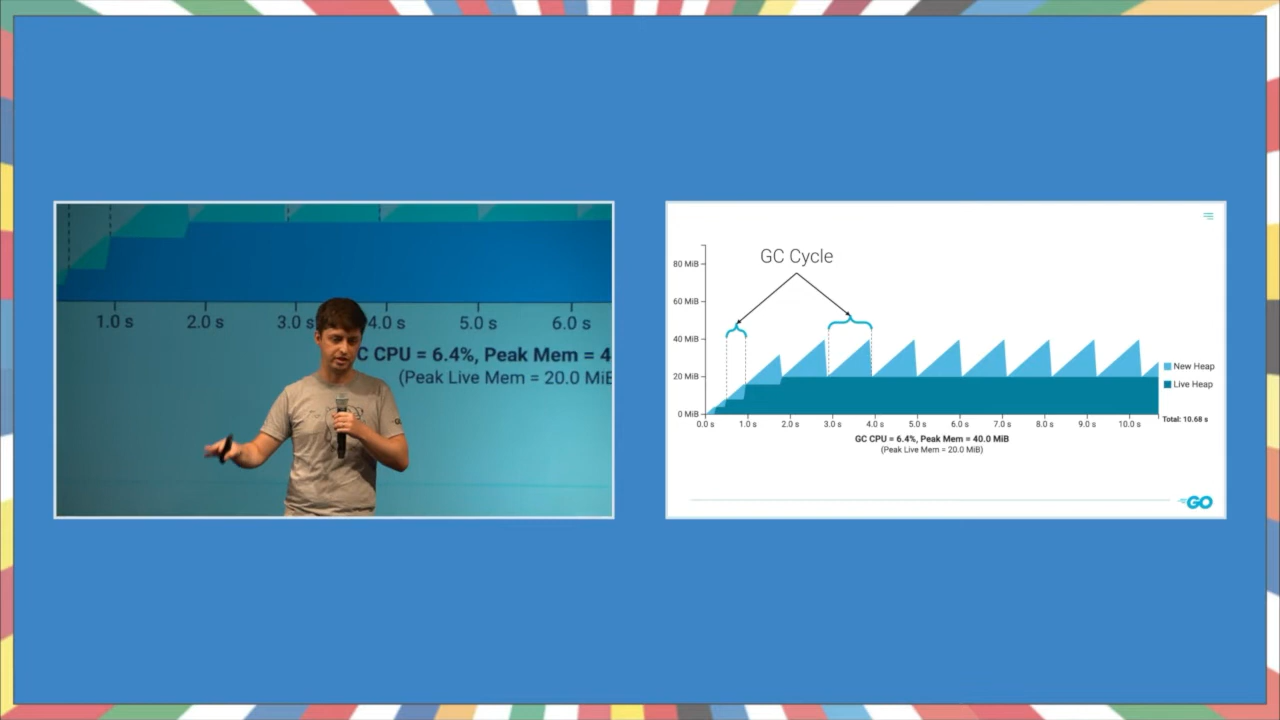 1.0 s 2.0 s 3.0 s 4.0 s 5.0 s 6.0 s
C CPU = 6.4%, Peak Mem = 4
(Peak Live Mem = 20.0 MiB
GC Cycle
80 MiB
60 MiB
40 MiB
20 MiB
0 MiB
0.0 s 1.0 s 2.0 s 3.0 s 4.0 s 5.0 s 6.0 s 7.0 s 8.0 s 9.0 s 10.0 s
New Heap
Live Heap
Total: 10.68 s
GC CPU = 6.4%, Peak Mem = 40.0 MiB
(Peak Live Mem = 20.0 MiB)
GO